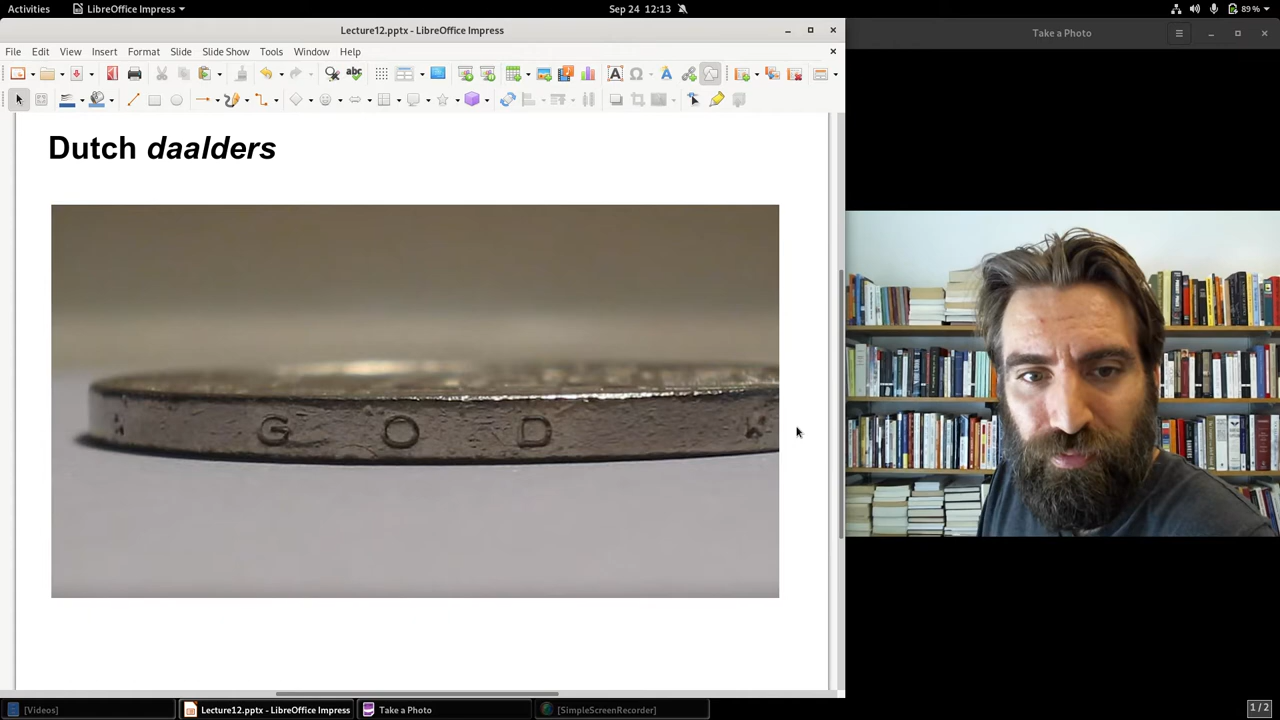 Activities
LibreOffice Impress
Sep 24 12:13
89 %
Lecture12.pptx - LibreOffice Impress
Take a Photo
File Edit View Insert Format Slide Slide Show Tools Window Help
Dutch daalders
G O D
[Videos]
Lecture12.pptx - LibreOffice Impress
Take a Photo
[SimpleScreenRecorder]
1 / 2